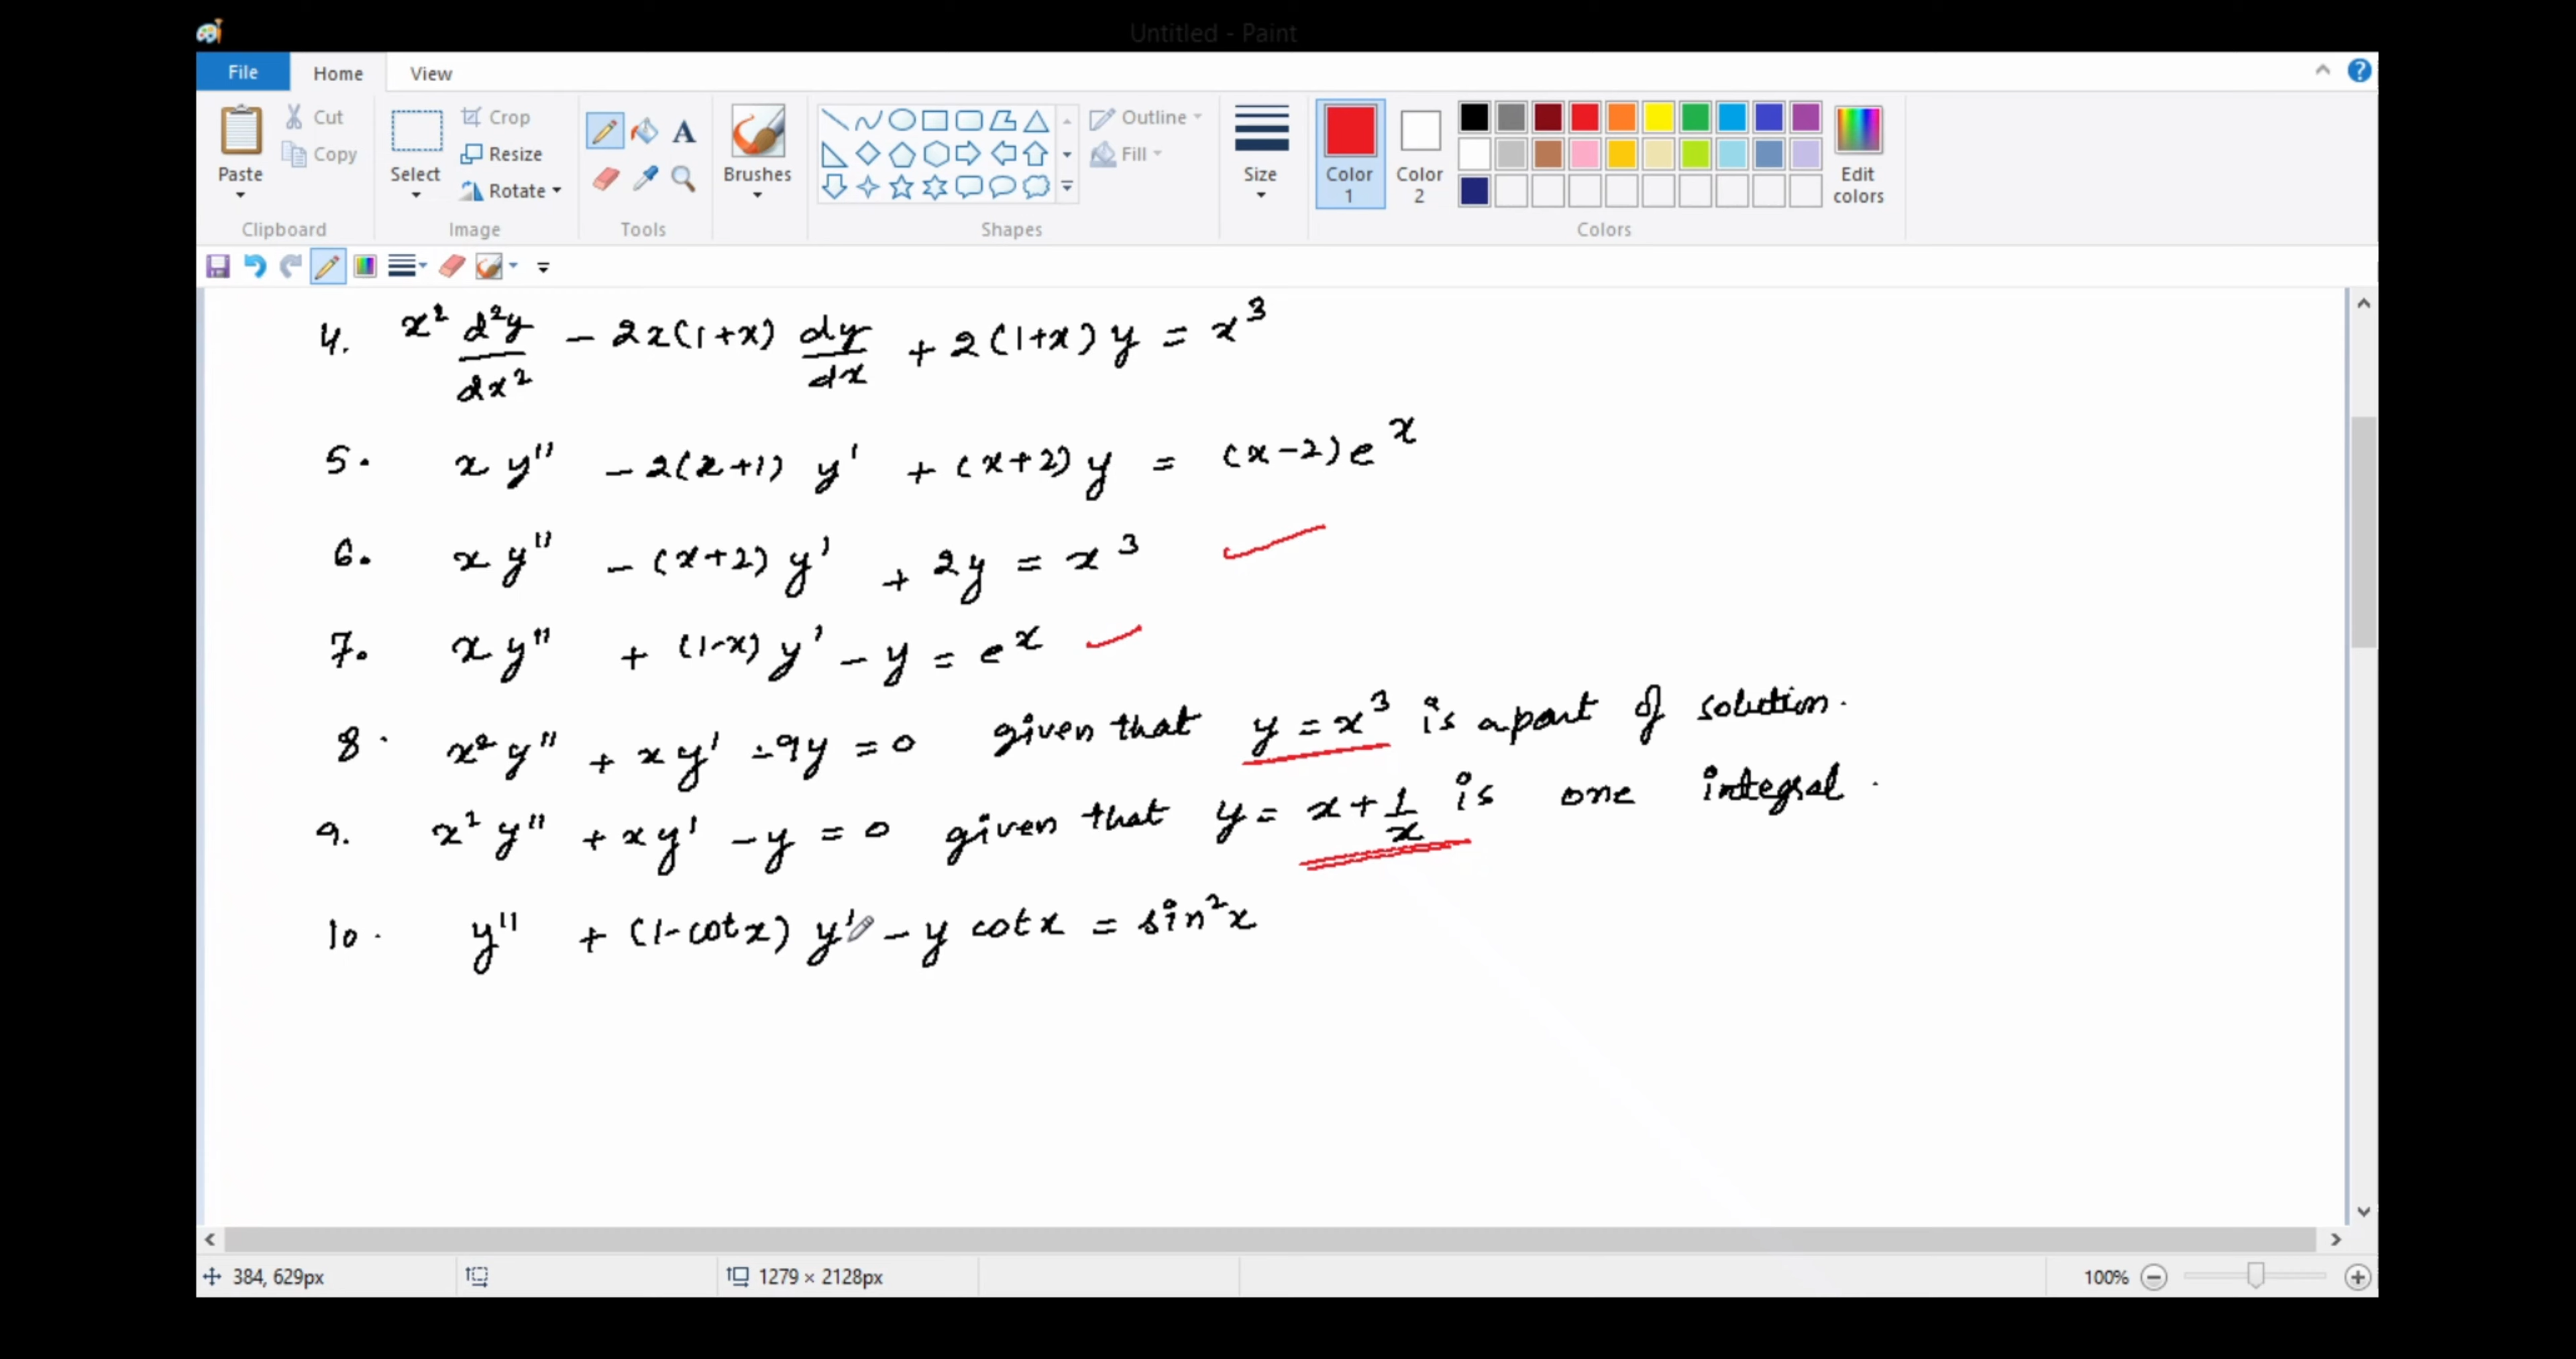 Untitled - Paint
File Home View
Paste Cut Copy Clipboard
Select Crop Resize Rotate Image
Tools
Brushes
Outline Fill Shapes
Size
Color 1 Color 2 Edit colors Colors
4. x² d²y/dx² - 2x(1+x) dy/dx + 2(1+x) y = x³
5. x y'' - 2(x+1) y' + (x+2) y = (x-2) e^x
6. x y'' - (x+2) y' + 2y = x³
7. x y'' + (1-x) y' - y = e^x
8. x² y'' + x y' - 9y = 0 given that y = x³ is a part of solution.
9. x² y'' + x y' - y = 0 given that y = x + 1/x is one integral.
10. y'' + (1-cot x) y' - y cot x = sin² x
384, 629px 1279 × 2128px 100%